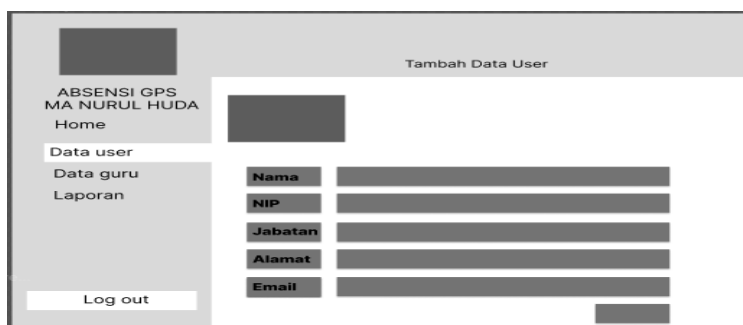 Tambah Data User
ABSENSI GPS
MA NURUL HUDA
Home
Data user
Data guru
Laporan
Log out
Nama
NIP
Jabatan
Alamat
Email